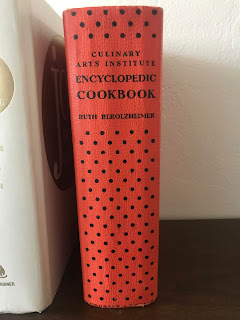 CULINARY
ARTS INSTITUTE
ENCYCLOPEDIC
COOKBOOK
RUTH BEROLZHEIMER